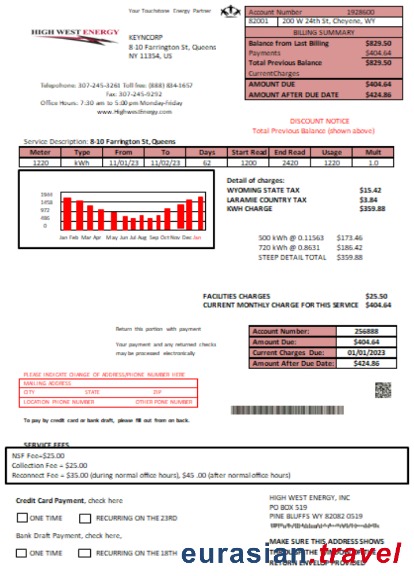 Your Touchstone Energy Partner
HIGH WEST ENERGY
KEYNCORP
8-10 Farrington St, Queens
NY 11354, US
Telephone: 307-245-3261 Toll free: (888) 834-1657
Fax: 307-245-9292
Office Hours: 7:30 am to 5:00 pm Monday-Friday
www.HighwestEnergy.com
Account Number 1928600
82001 200 W 24th St, Cheyene, WY
BILLING SUMMARY
Balance from Last Billing $829.50
Payments $404.64
Total Previous Balance $829.50
CurrentCharges
AMOUNT DUE $404.64
AMOUNT AFTER DUE DATE $424.86
DISCOUNT NOTICE
Total Previous Balance (shown above)
Service Description: 8-10 Farrington St, Queens
Meter Type From To Days Start Read End Read Usage Mult
1220 kWh 11/01/23 11/02/23 62 1200 2420 1220 1.0
1944
1458
972
486
0
Jan Feb Mar Apr May Jun Jul Aug Sep Oct Nov Dec Jan
Detail of charges:
WYOMING STATE TAX $15.42
LARAMIE COUNTRY TAX $3.84
KWH CHARGE $359.88
500 kWh @ 0.11563 $173.46
720 kWh @ 0.8631 $186.42
STEEP DETAIL TOTAL $359.88
FACILITIES CHARGES $25.50
CURRENT MONTHLY CHARGE FOR THIS SERVICE $404.64
Return this portion with payment
Your payment and any returned checks
may be processed electronically
Account Number: 256888
Amount Due: $404.64
Current Charges Due: 01/01/2023
Amount After Due Date: $424.86
PLEASE INDICATE CHANGE OF ADDRESS/PHONE NUMBER HERE
MAILING ADDRESS
CITY STATE ZIP
LOCATION PHONE NUMBER OTHER PONE NUMBER
To pay by credit card or bank draft, please fill out from on back.
SERVICE FEES
NSF Fee=$25.00
Collection Fee = $25.00
Reconnect Fee = $35.00 (during normal office hours), $45 .00 (after normal office hours)
Credit Card Payment, check here
ONE TIME RECURRING ON THE 23RD
Bank Draft Payment, check here,
ONE TIME RECURRING ON THE 18TH
HIGH WEST ENERGY, INC
PO BOX 519
PINE BLUFFS WY 82082 0519
MAKE SURE THIS ADDRESS SHOWS
THROUGH THE WINDOW OF THE
RETURN ENVELOP PROVIDED
eurasian.travel